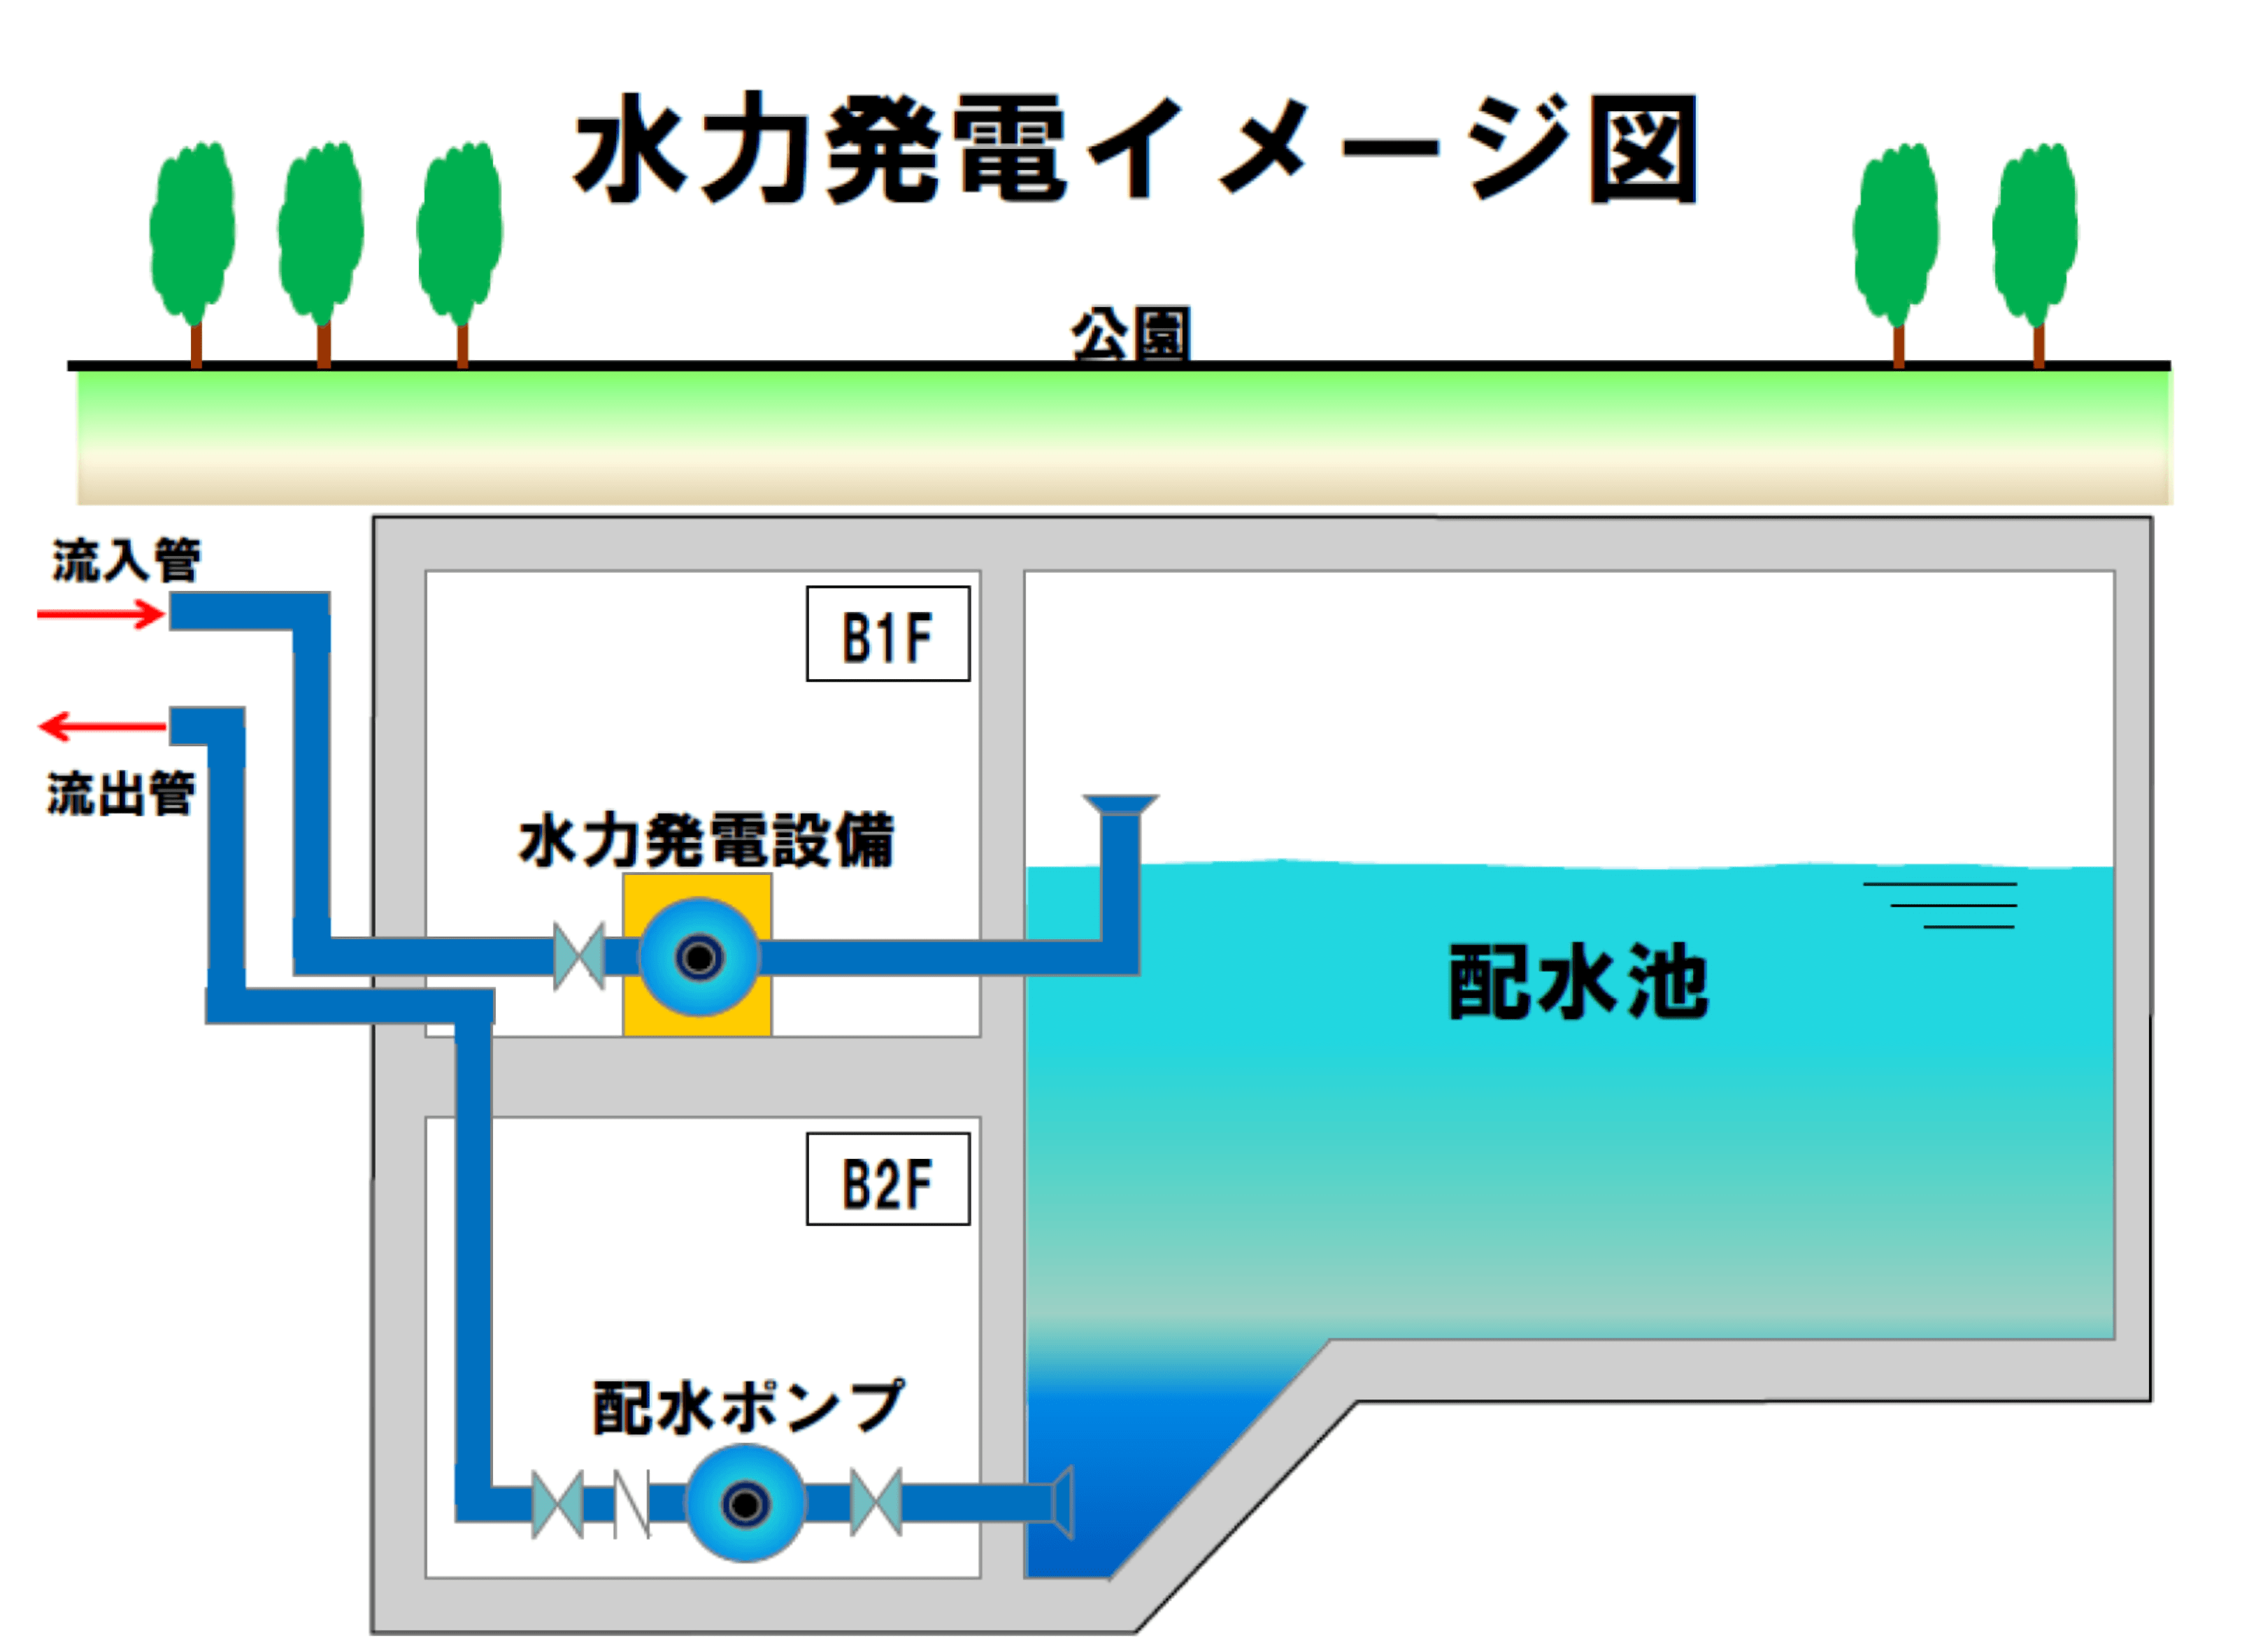 水力発電イメージ図
公園
流入管
B1F
流出管
水力発電設備
配水池
B2F
配水ポンプ